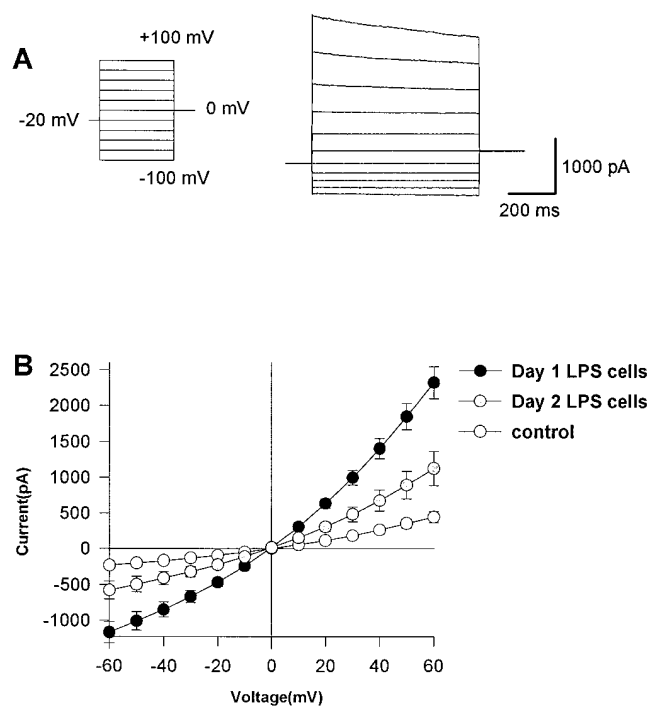 A
+100 mV
-20 mV
0 mV
-100 mV
1000 pA
200 ms
B
Current(pA)
2500
2000
1500
1000
500
0
-500
-1000
-60
-40
-20
0
20
40
60
Voltage(mV)
Day 1 LPS cells
Day 2 LPS cells
control